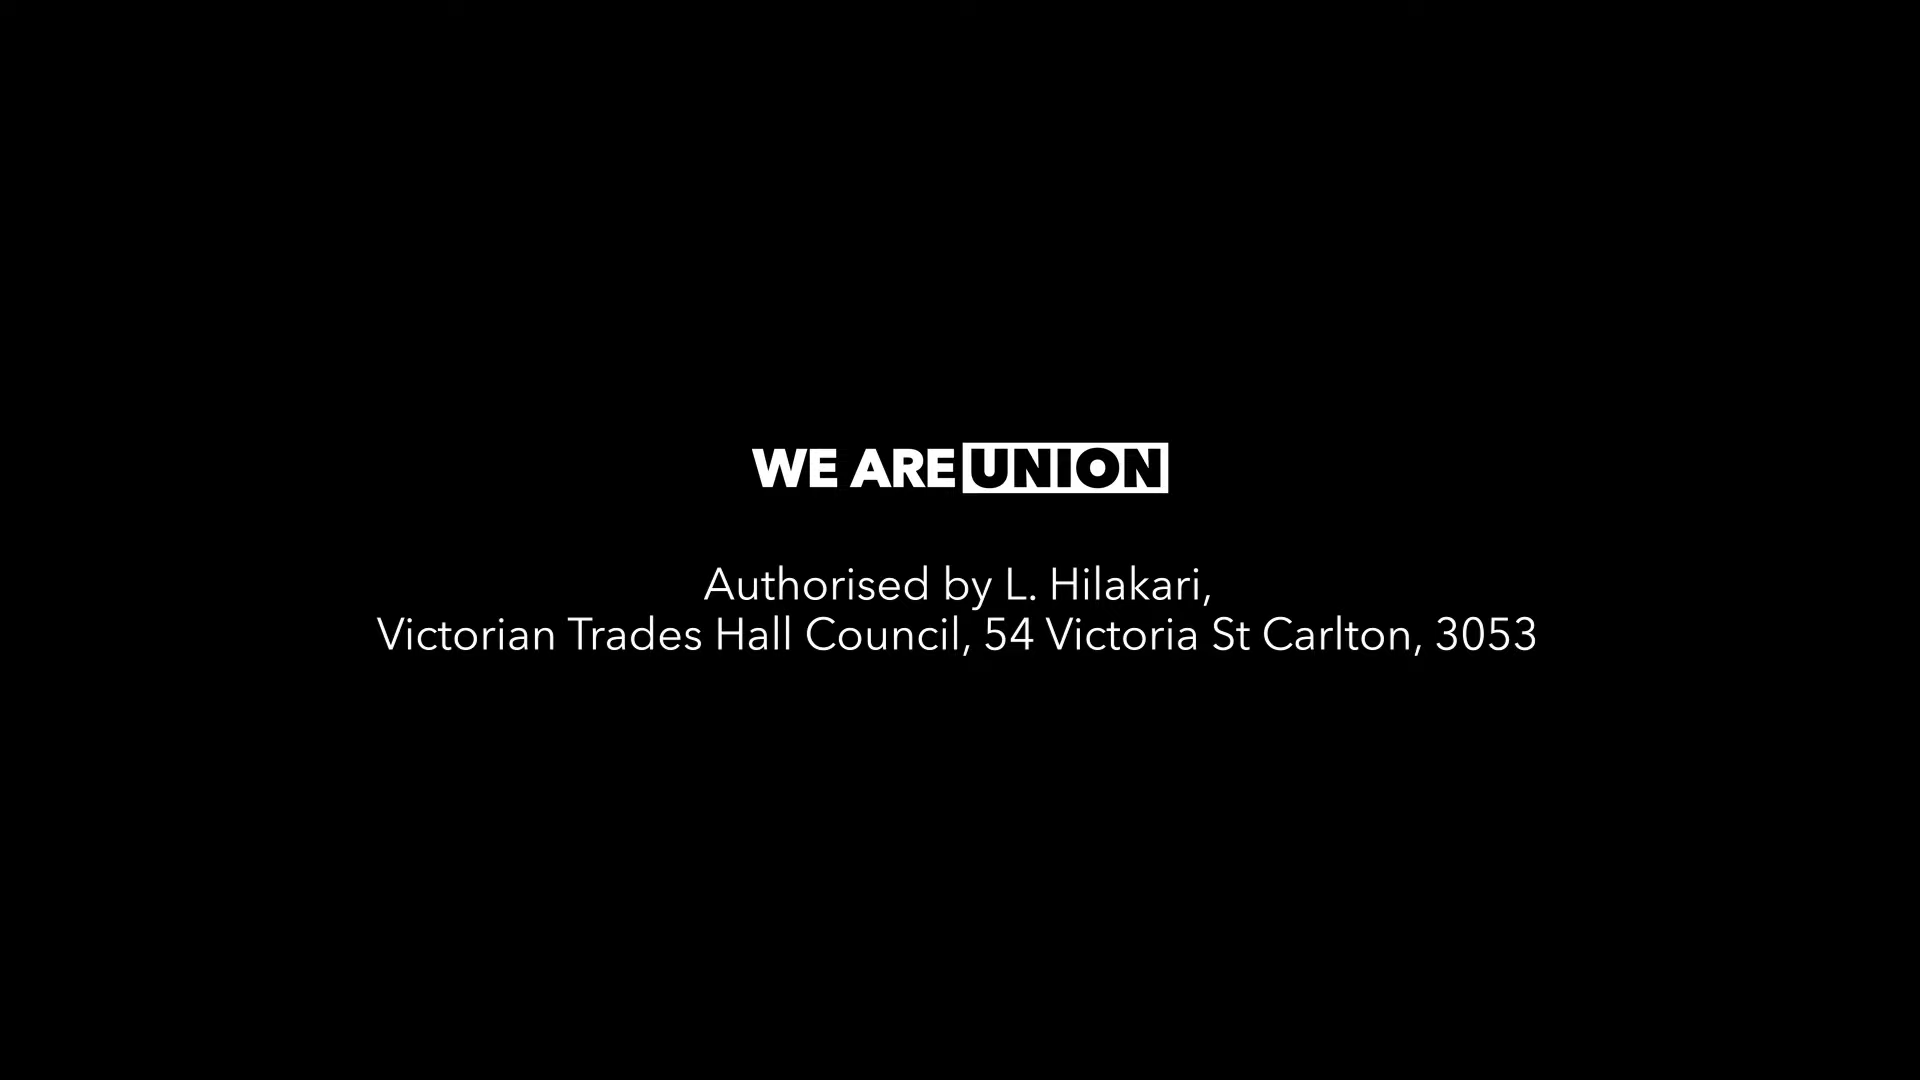 WE ARE UNION
Authorised by L. Hilakari,
Victorian Trades Hall Council, 54 Victoria St Carlton, 3053